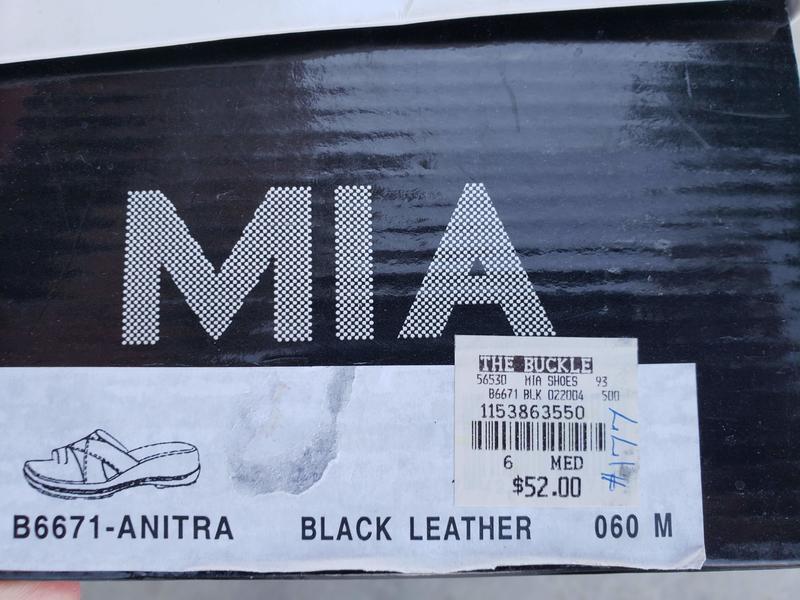 MIA
THE BUCKLE
56530 MIA SHOES 93
B6671 BLK 022004 500
1153863550
6 MED
$52.00
#177
B6671-ANITRA BLACK LEATHER 060 M